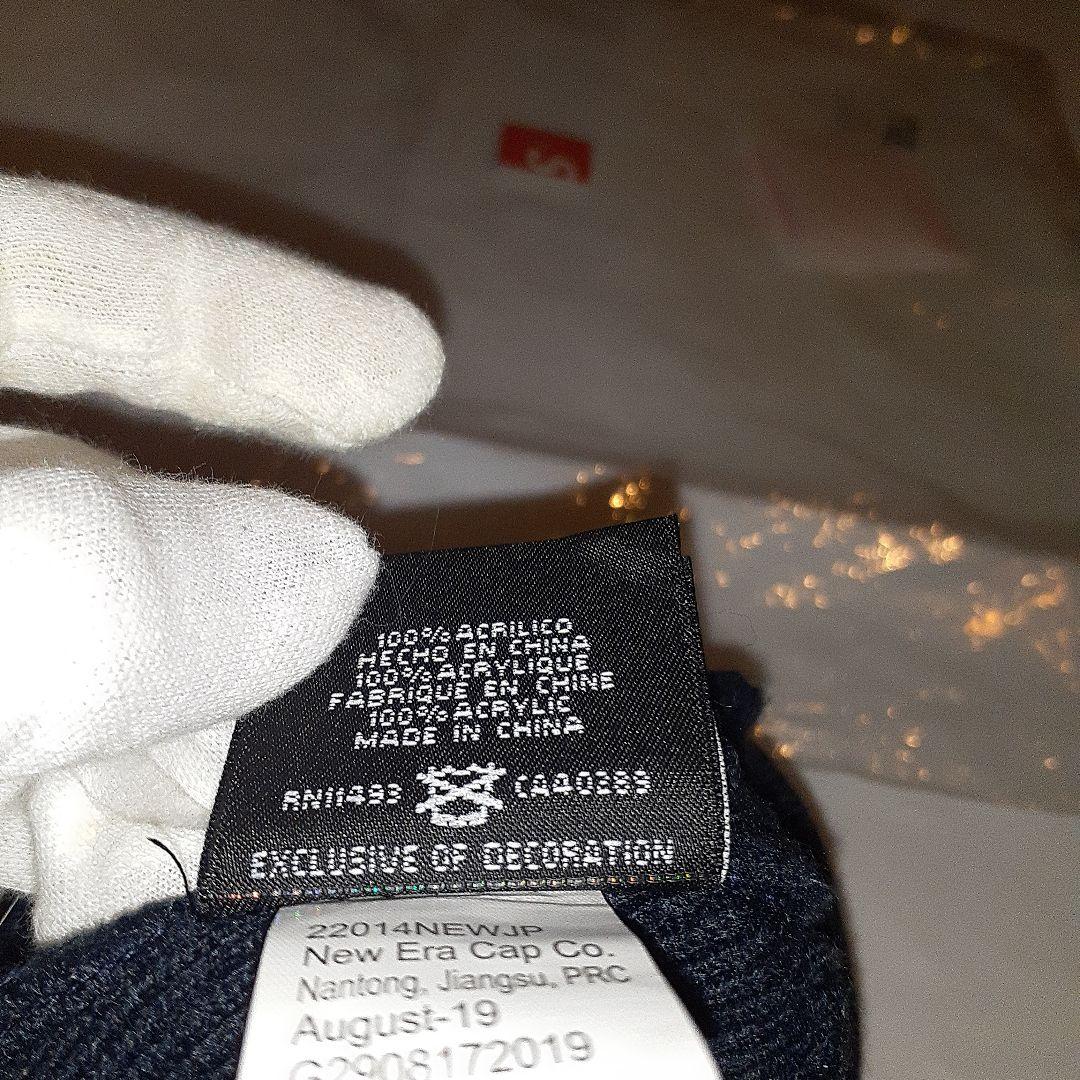 100% ACRILICO
HECHO EN CHINA
100% ACRYLIQUE
FABRIQUE EN CHINE
100% ACRYLIC
MADE IN CHINA
RN11493 CA40289
EXCLUSIVE OF DECORATION
22014NEWJP
New Era Cap Co.
Nantong, Jiangsu, PRC
August-19
G2908172019